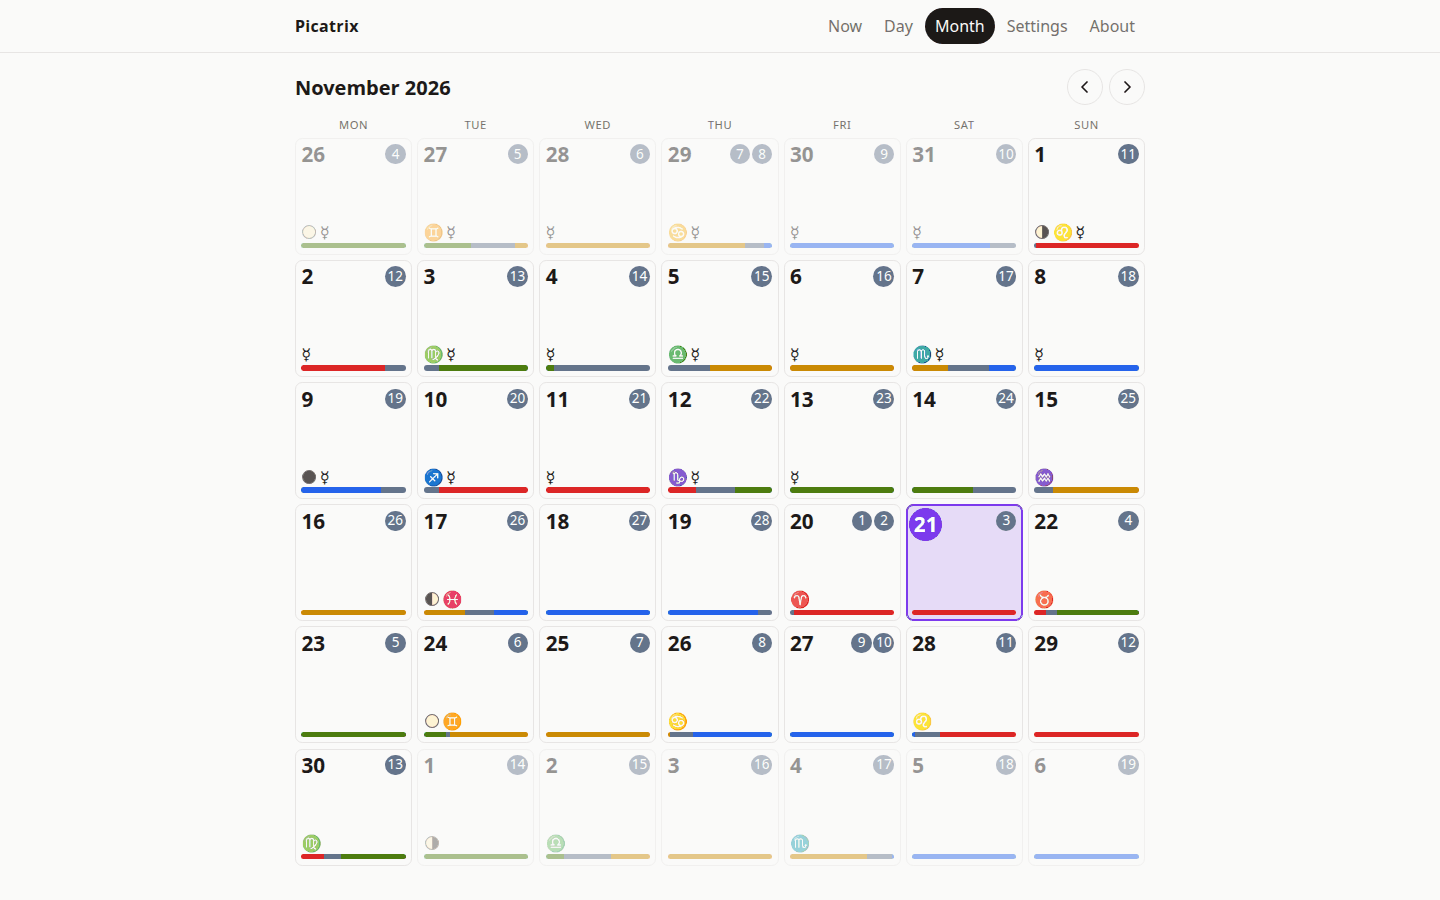 Picatrix Now Day Month Settings About
November 2026
MON TUE WED THU FRI SAT SUN
26 4 27 5 28 6 29 7 8 30 9 31 10 1 11
☿ ♊ ☿ ☿ ♋ ☿ ☿ ☿ ♌ ☿
2 12 3 13 4 14 5 15 6 16 7 17 8 18
☿ ♍ ☿ ☿ ♎ ☿ ☿ ♏ ☿ ☿
9 19 10 20 11 21 12 22 13 23 14 24 15 25
☿ ♐ ☿ ☿ ♑ ☿ ☿ ♒
16 26 17 26 18 27 19 28 20 1 2 21 3 22 4
♓ ♈ ♉
23 5 24 6 25 7 26 8 27 9 10 28 11 29 12
♊ ♋ ♌
30 13 1 14 2 15 3 16 4 17 5 18 6 19
♍ ♎ ♏